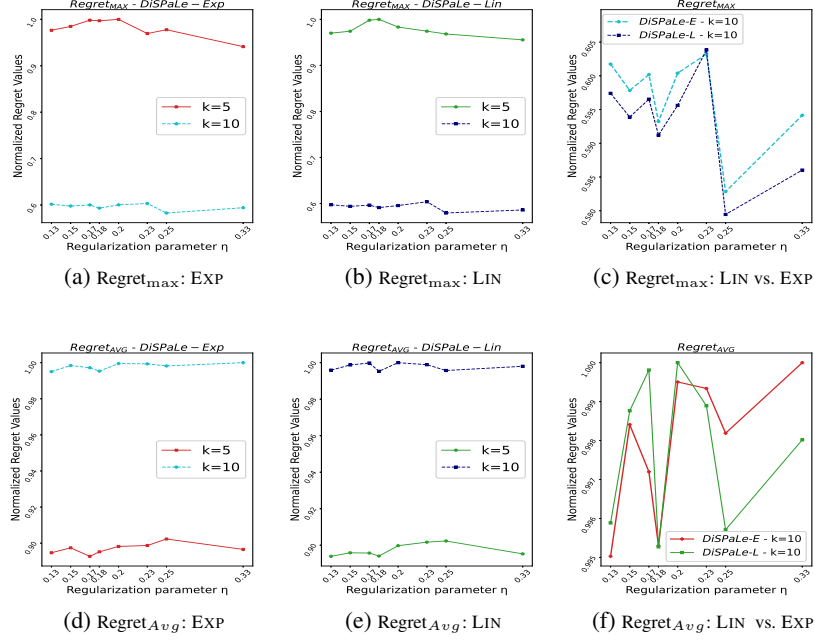 Regret_MAX - DiSPaLe - Exp
Normalized Regret Values
1.0
0.9
0.8
0.7
0.6
k=5
k=10
0.13
0.15
0.17
0.18
0.2
0.23
0.25
0.33
Regularization parameter η
(a) Regret_max: EXP
Regret_MAX - DiSPaLe - Lin
Normalized Regret Values
1.0
0.9
0.8
0.7
0.6
k=5
k=10
0.13
0.15
0.17
0.18
0.2
0.23
0.25
0.33
Regularization parameter η
(b) Regret_max: LIN
Regret_MAX
Normalized Regret Values
0.605
0.600
0.595
0.590
0.585
0.580
DiSPaLe-E - k=10
DiSPaLe-L - k=10
0.13
0.15
0.17
0.18
0.2
0.23
0.25
0.33
Regularization parameter η
(c) Regret_max: LIN vs. EXP
Regret_AVG - DiSPaLe - Exp
Normalized Regret Values
1.00
0.98
0.96
0.94
0.92
0.90
k=5
k=10
0.13
0.15
0.17
0.18
0.2
0.23
0.25
0.33
Regularization parameter η
(d) Regret_Avg: EXP
Regret_AVG - DiSPaLe - Lin
Normalized Regret Values
1.00
0.98
0.96
0.94
0.92
0.90
k=5
k=10
0.13
0.15
0.17
0.18
0.2
0.23
0.25
0.33
Regularization parameter η
(e) Regret_Avg: LIN
Regret_AVG
Normalized Regret Values
1.000
0.999
0.998
0.997
0.996
0.995
DiSPaLe-E - k=10
DiSPaLe-L - k=10
0.13
0.15
0.17
0.18
0.2
0.23
0.25
0.33
Regularization parameter η
(f) Regret_Avg: LIN vs. EXP